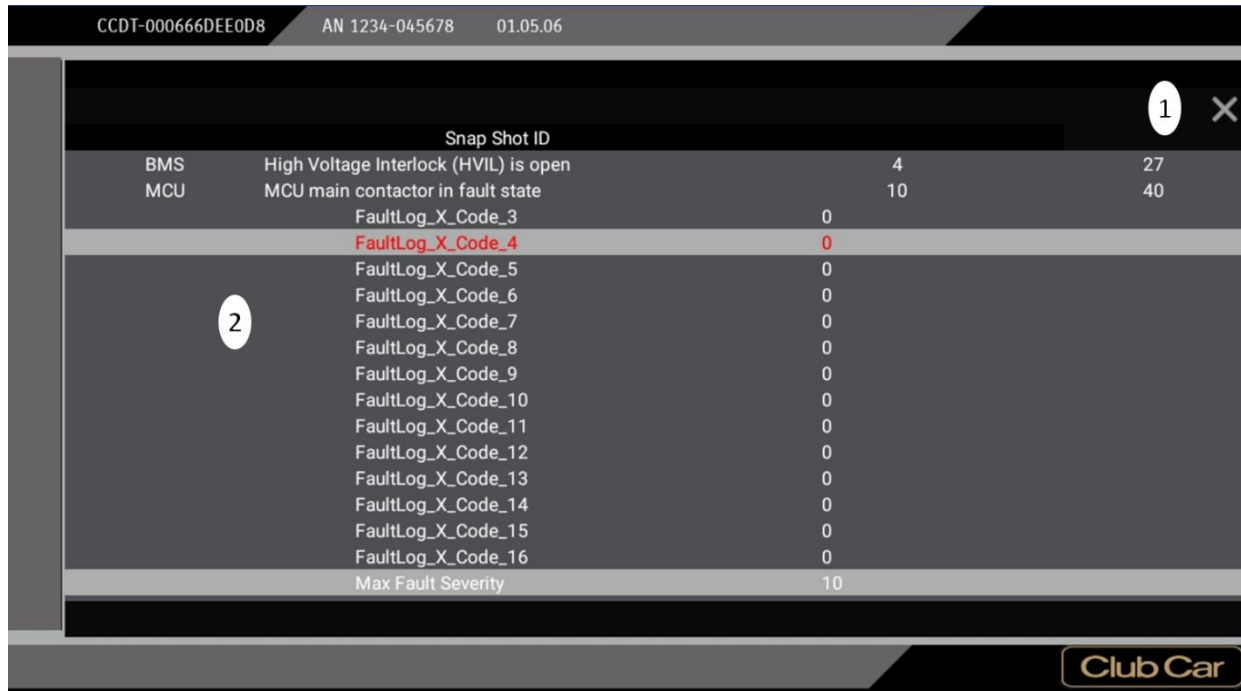 CCDT-000666DEE0D8 AN 1234-045678 01.05.06
1
Snap Shot ID
BMS High Voltage Interlock (HVIL) is open 4 27
MCU MCU main contactor in fault state 10 40
FaultLog_X_Code_3 0
FaultLog_X_Code_4 0
FaultLog_X_Code_5 0
FaultLog_X_Code_6 0
2 FaultLog_X_Code_7 0
FaultLog_X_Code_8 0
FaultLog_X_Code_9 0
FaultLog_X_Code_10 0
FaultLog_X_Code_11 0
FaultLog_X_Code_12 0
FaultLog_X_Code_13 0
FaultLog_X_Code_14 0
FaultLog_X_Code_15 0
FaultLog_X_Code_16 0
Max Fault Severity 10
Club Car